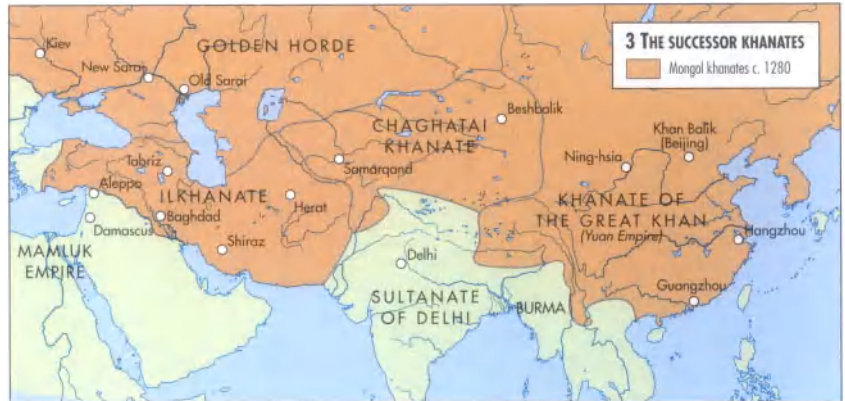 3 THE SUCCESSOR KHANATES
Mongol khanates c. 1280
Kiev
GOLDEN HORDE
New Sarai
Old Sarai
Beshbalik
CHAGHATAI
KHANATE
Khan Balik
(Beijing)
Ning-hsia
Tabriz
Samarqand
Aleppo
ILKHANATE
Herat
KHANATE OF
THE GREAT KHAN
(Yuan Empire)
Baghdad
Damascus
Hangzhou
Shiraz
MAMLUK
EMPIRE
Delhi
Guangzhou
SULTANATE
OF DELHI
BURMA